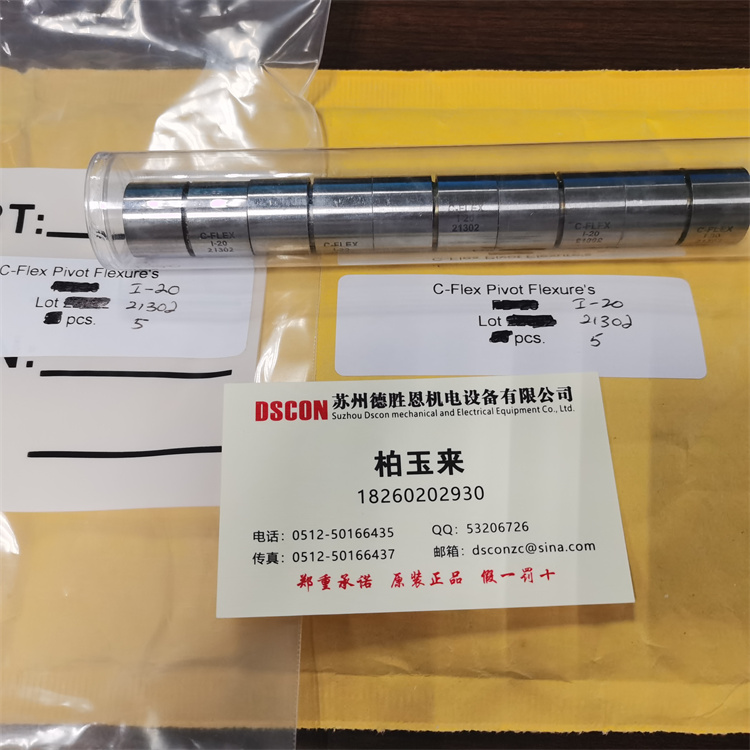 C-FLEX
I-20
21302
C-FLEX
C-FLEX
I-20
21302
C-FLEX
I-20
21302
PT:
C-Flex Pivot Flexure's
I-20
Lot 21302
pcs. 5
N:
C-Flex Pivot Flexure's
I-20
Lot 21302
pcs. 5
DSCON 苏州德胜恩机电设备有限公司
Suzhou Dscon mechanical and Electrical Equipment Co., Ltd.
柏玉来
18260202930
电话：0512-50166435 QQ: 53206726
传真：0512-50166437 邮箱：dsconzc@sina.com
郑重承诺 原装正品 假一罚十